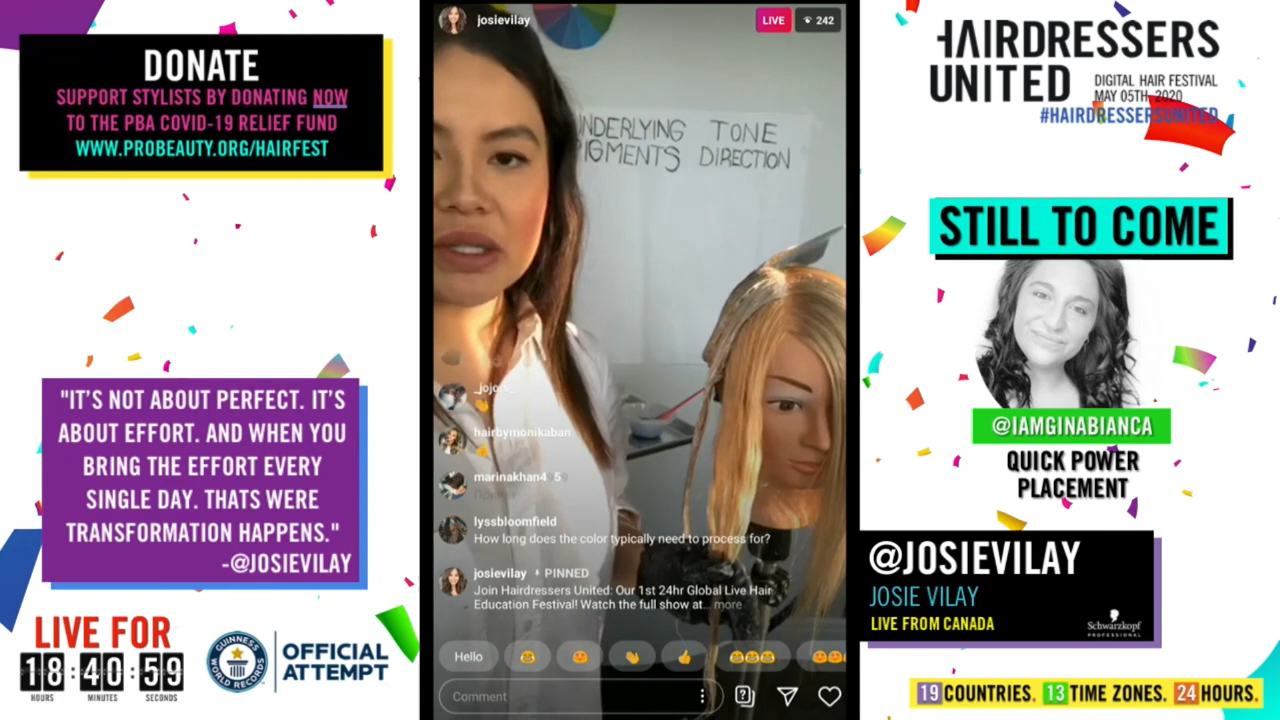 DONATE
SUPPORT STYLISTS BY DONATING NOW
TO THE PBA COVID-19 RELIEF FUND
WWW.PROBEAUTY.ORG/HAIRFEST
"IT'S NOT ABOUT PERFECT. IT'S
ABOUT EFFORT. AND WHEN YOU
BRING THE EFFORT EVERY
SINGLE DAY. THATS WERE
TRANSFORMATION HAPPENS."
-@JOSIEVILAY
LIVE FOR
18:40:59
HOURS MINUTES SECONDS
GUINNESS WORLD RECORDS
OFFICIAL
ATTEMPT
josievilay
LIVE 242
UNDERLYING TONE
PIGMENTS DIRECTION
hairbymonikaban
lyssbloomfield
How long does the color typically need to process for?
josievilay PINNED
Join Hairdressers United: Our 1st 24hr Global Live Hair
Education Festival! Watch the full show at... more
Hello
Comment
HAIRDRESSERS
UNITED
DIGITAL HAIR FESTIVAL
MAY 05TH, 2020
#HAIRDRESSERSUNITED
STILL TO COME
@IAMGINABIANCA
QUICK POWER
PLACEMENT
@JOSIEVILAY
JOSIE VILAY
LIVE FROM CANADA
Schwarzkopf
PROFESSIONAL
19 COUNTRIES. 13 TIME ZONES. 24 HOURS.